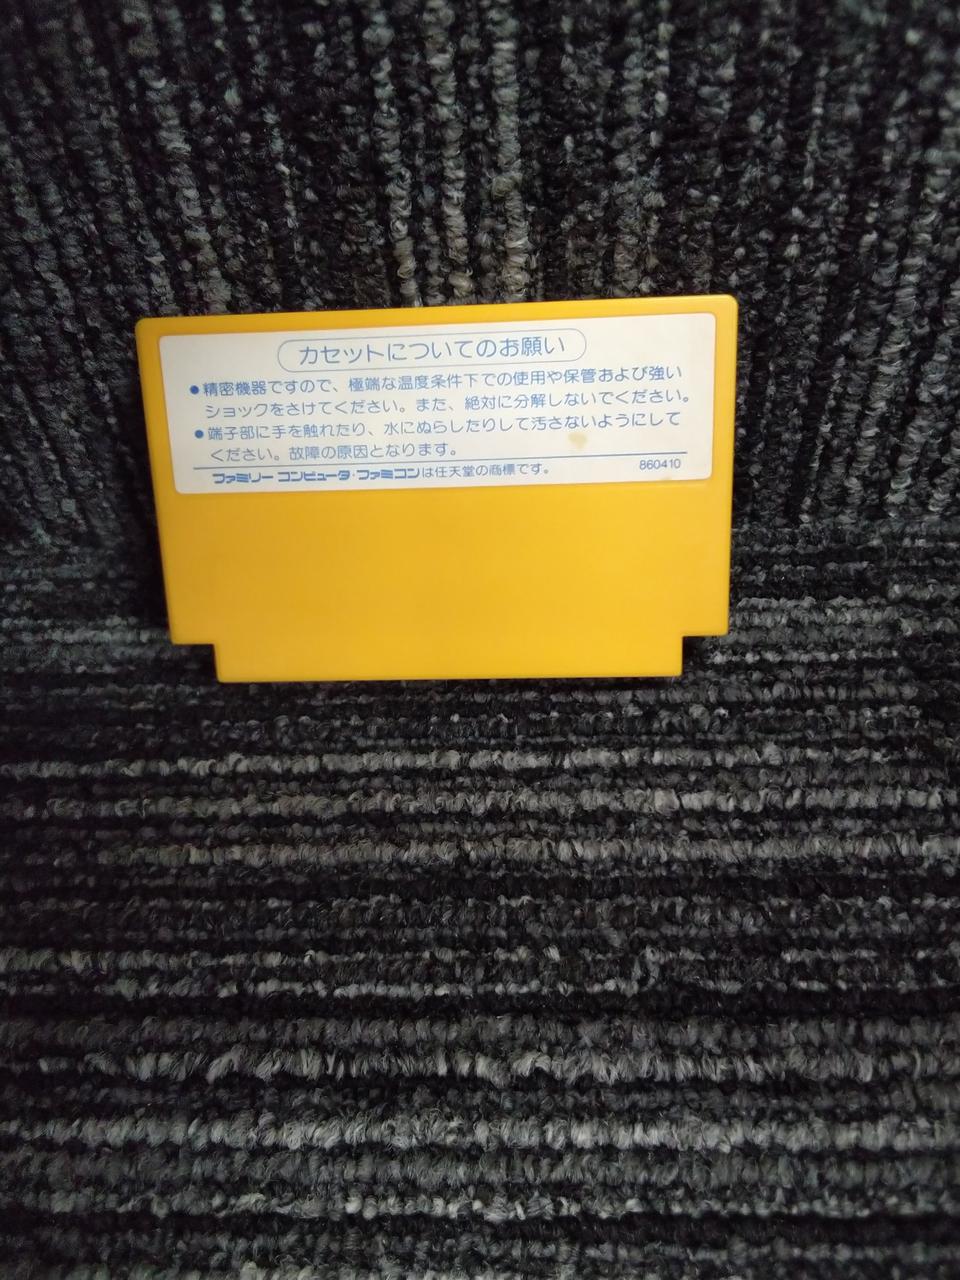 カセットについてのお願い
●精密機器ですので、極端な温度条件下での使用や保管および強い
ショックをさけてください。また、絶対に分解しないでください。
●端子部に手を触れたり、水にぬらしたりして汚さないようにして
ください。故障の原因となります。
ファミリー コンピュータ・ファミコンは任天堂の商標です。 860410